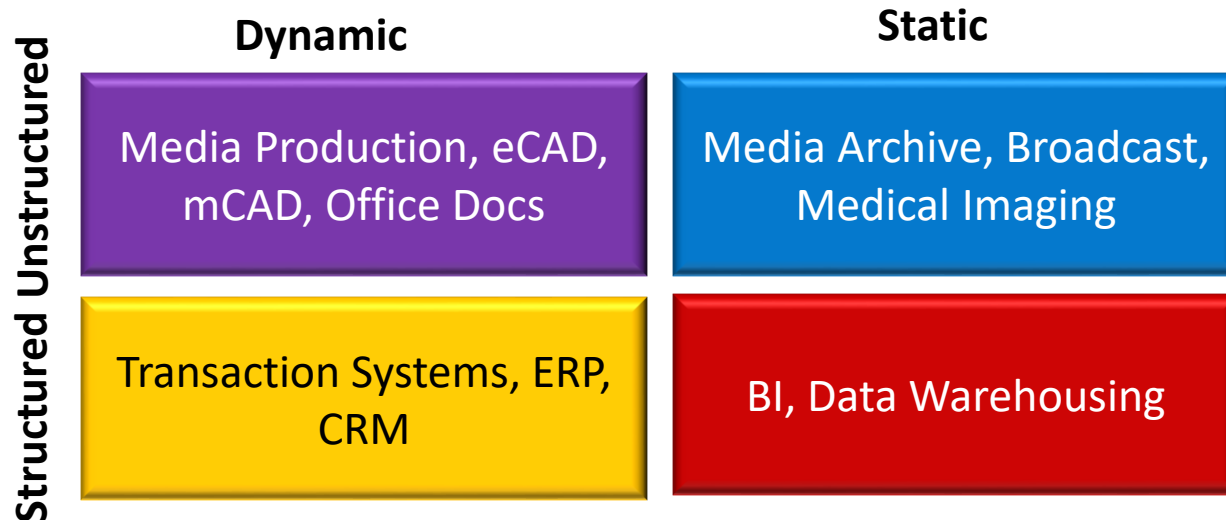 Dynamic
Static
Unstructured
Media Production, eCAD,
mCAD, Office Docs
Media Archive, Broadcast,
Medical Imaging
Structured
Transaction Systems, ERP,
CRM
BI, Data Warehousing